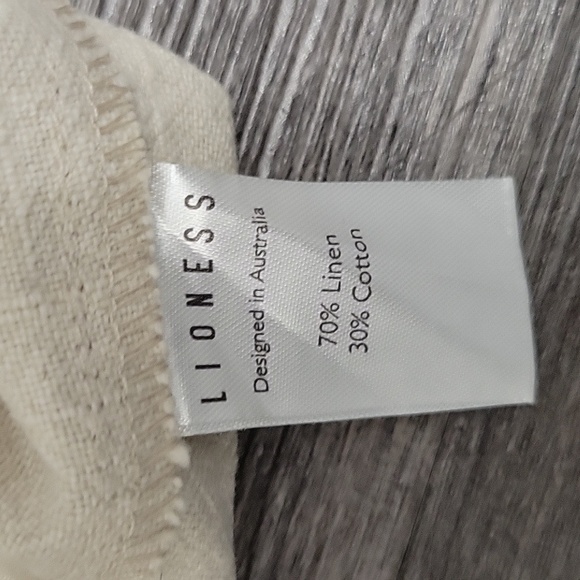 LIONESS
Designed in Australia
70% Linen
30% Cotton